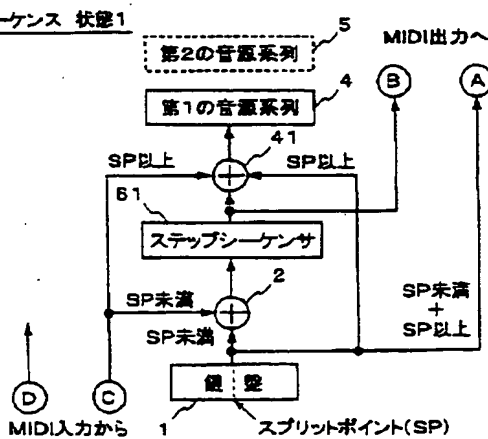 ーケンス 状態1
5
第2の音源系列
MIDI出力へ
B
A
4
第1の音源系列
41
SP以上
SP以上
61
ステップシーケンサ
2
SP未満
SP未満
SP未満
+
SP以上
D
C
鍵盤
MIDI入力から
1
スプリットポイント(SP)